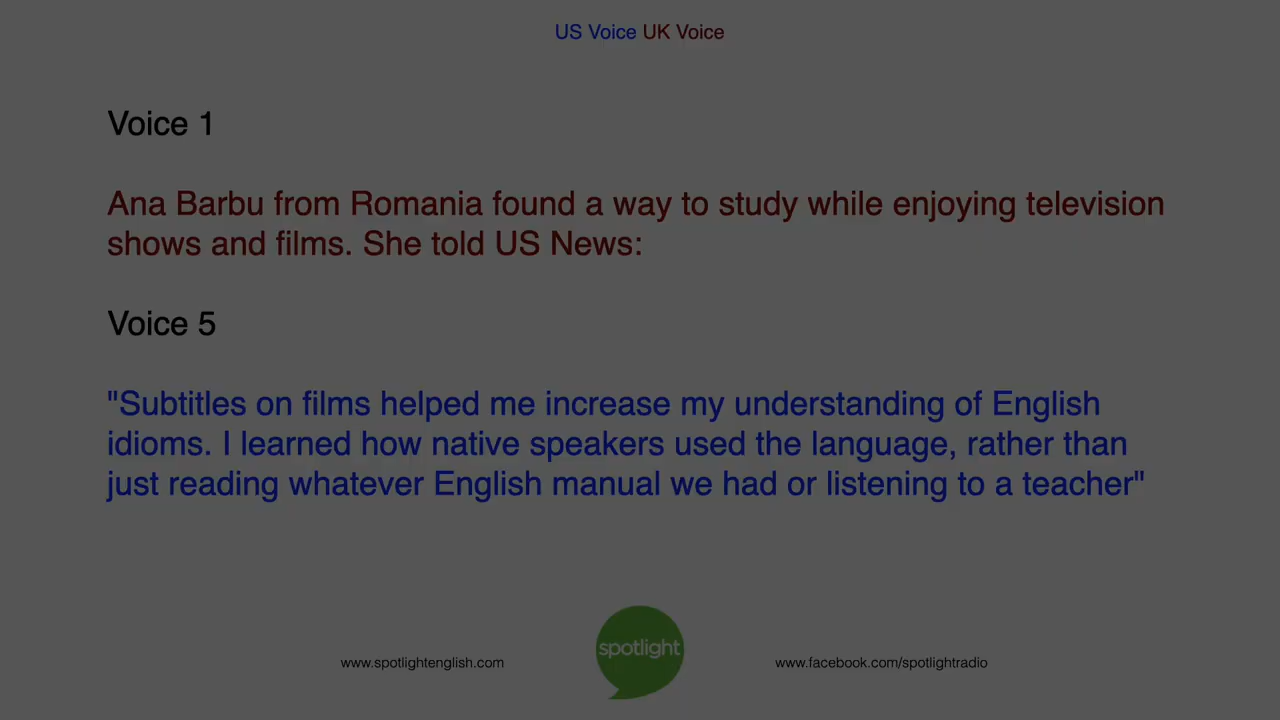 US Voice UK Voice
Voice 1
Ana Barbu from Romania found a way to study while enjoying television
shows and films. She told US News:
Voice 5
"Subtitles on films helped me increase my understanding of English
idioms. I learned how native speakers used the language, rather than
just reading whatever English manual we had or listening to a teacher"
spotlight
www.spotlightenglish.com
www.facebook.com/spotlightradio